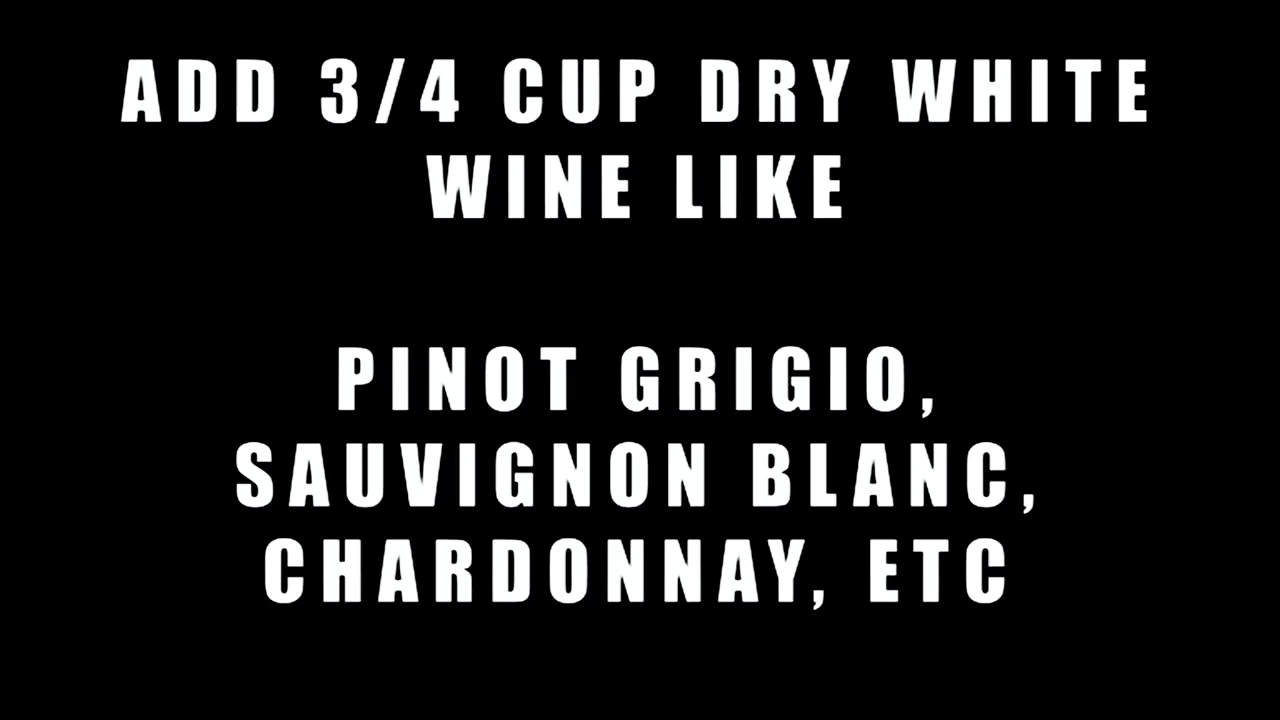 ADD 3/4 CUP DRY WHITE
WINE LIKE
PINOT GRIGIO,
SAUVIGNON BLANC,
CHARDONNAY, ETC